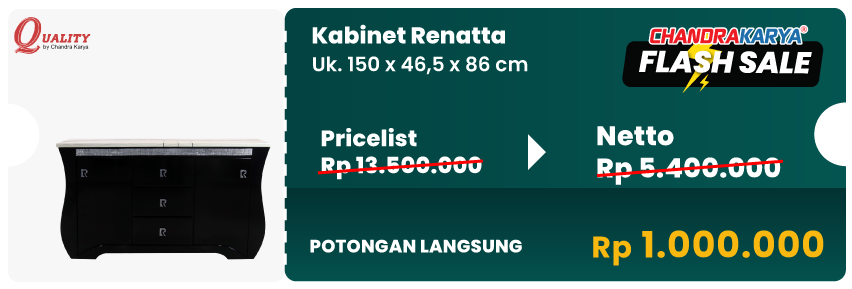 QUALITY
by Chandra Karya
Kabinet Renatta
Uk. 150 x 46,5 x 86 cm
CHANDRAKARYA®
FLASH SALE
Pricelist
Rp 13.500.000
Netto
Rp 5.400.000
POTONGAN LANGSUNG
Rp 1.000.000